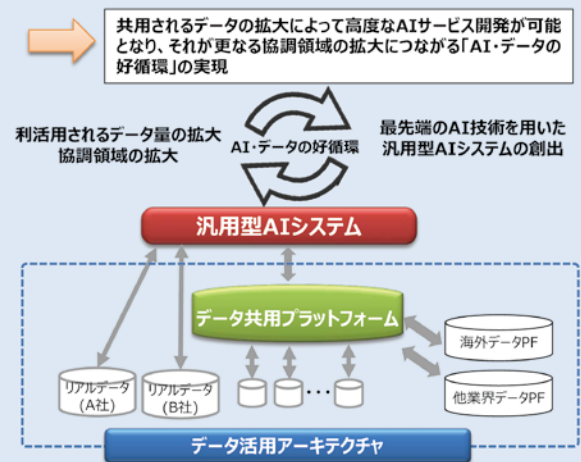 共用されるデータの拡大によって高度なAIサービス開発が可能
となり、それが更なる協調領域の拡大につながる「AI・データの
好循環」の実現
利活用されるデータ量の拡大
協調領域の拡大
AI・データの好循環
最先端のAI技術を用いた
汎用型AIシステムの創出
汎用型AIシステム
データ共用プラットフォーム
リアルデータ
(A社)
リアルデータ
(B社)
・・・
海外データPF
他業界データPF
データ活用アーキテクチャ